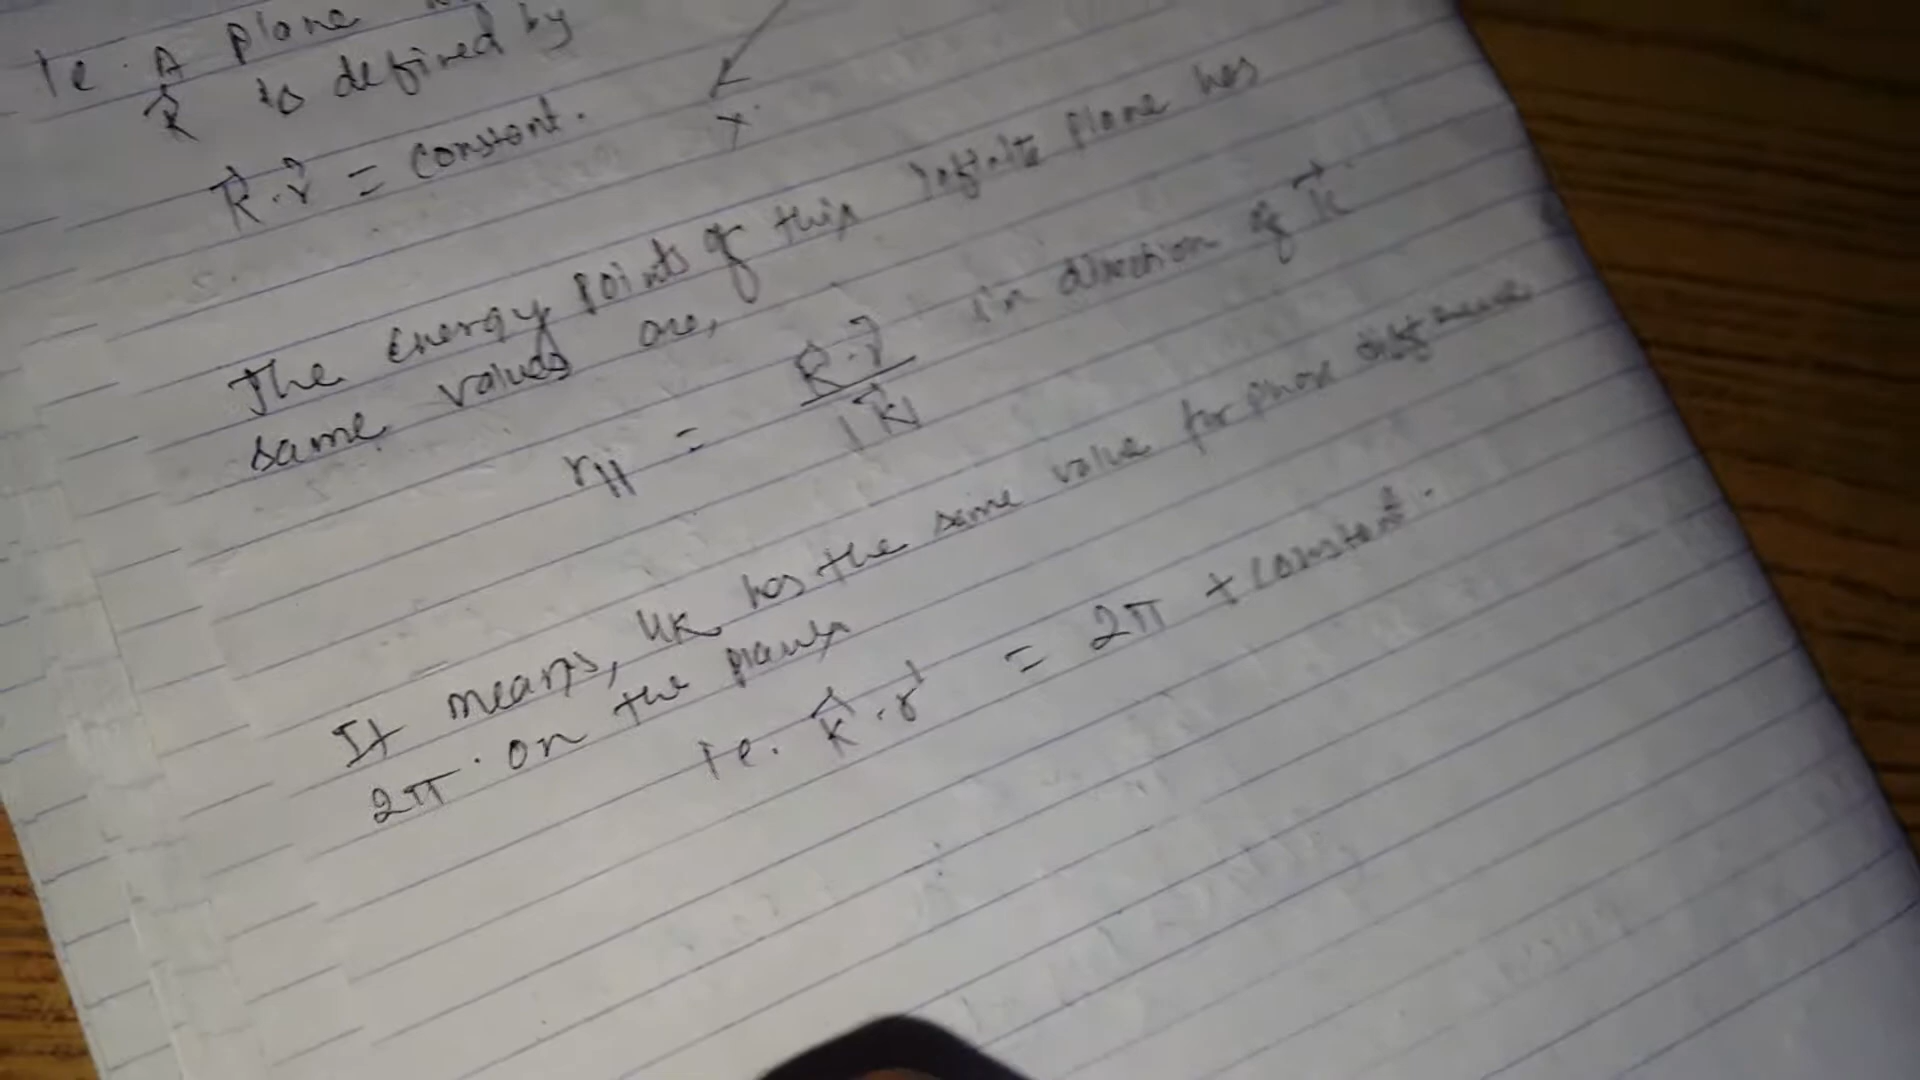 ie. A plane
k⃗ is defined by
k⃗.r⃗ = constant.
x
The energy points of this infinite plane has
same values are,
r|| = k⃗.r⃗ / |k⃗| in direction of k⃗
It means, uk has the same value for phase difference
2π. on the planes
ie. k⃗.r⃗ = 2π + constant.